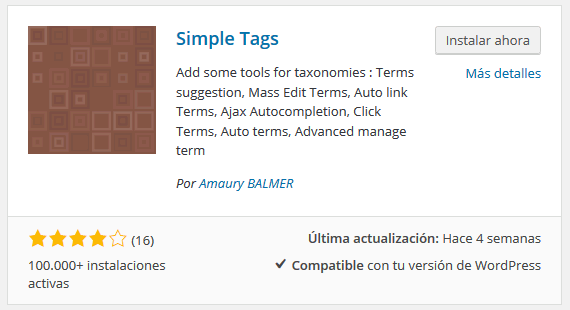 Simple Tags
Instalar ahora
Más detalles
Add some tools for taxonomies : Terms
suggestion, Mass Edit Terms, Auto link
Terms, Ajax Autocompletion, Click
Terms, Auto terms, Advanced manage
term
Por Amaury BALMER
(16)
100.000+ instalaciones
activas
Última actualización: Hace 4 semanas
Compatible con tu versión de WordPress